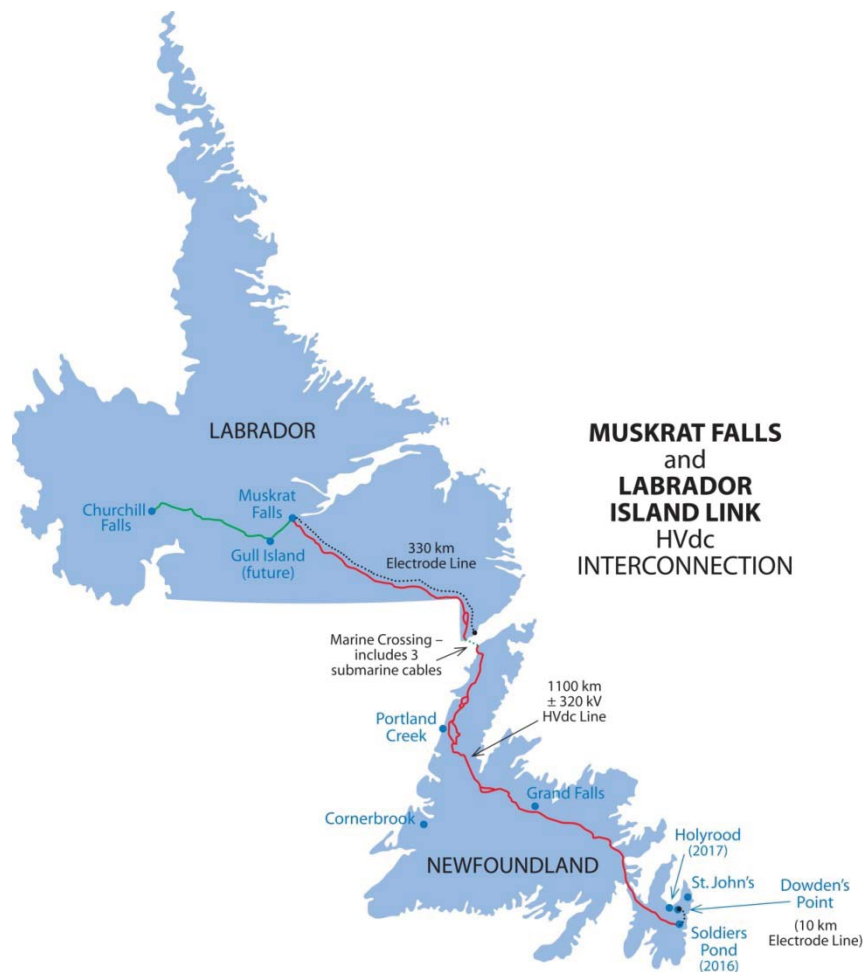 LABRADOR
MUSKRAT FALLS
and
LABRADOR
ISLAND LINK
HVdc
INTERCONNECTION
Churchill
Falls
Muskrat
Falls
Gull Island
(future)
330 km
Electrode Line
Marine Crossing –
includes 3
submarine cables
1100 km
± 320 kV
HVdc Line
Portland
Creek
Grand Falls
Cornerbrook
NEWFOUNDLAND
Holyrood
(2017)
St. John's
Dowden's
Point
(10 km
Electrode Line)
Soldiers
Pond
(2016)